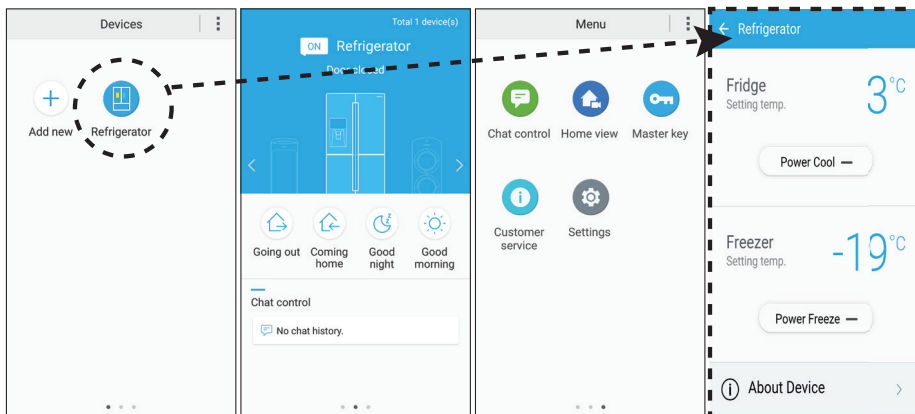 Devices
Add new
Refrigerator
Total 1 device(s)
ON Refrigerator
Door closed
Going out
Coming
home
Good
night
Good
morning
Chat control
No chat history.
Menu
Chat control
Home view
Master key
Customer
service
Settings
Refrigerator
Fridge
Setting temp.
3°C
Power Cool
Freezer
Setting temp.
-19°C
Power Freeze
About Device